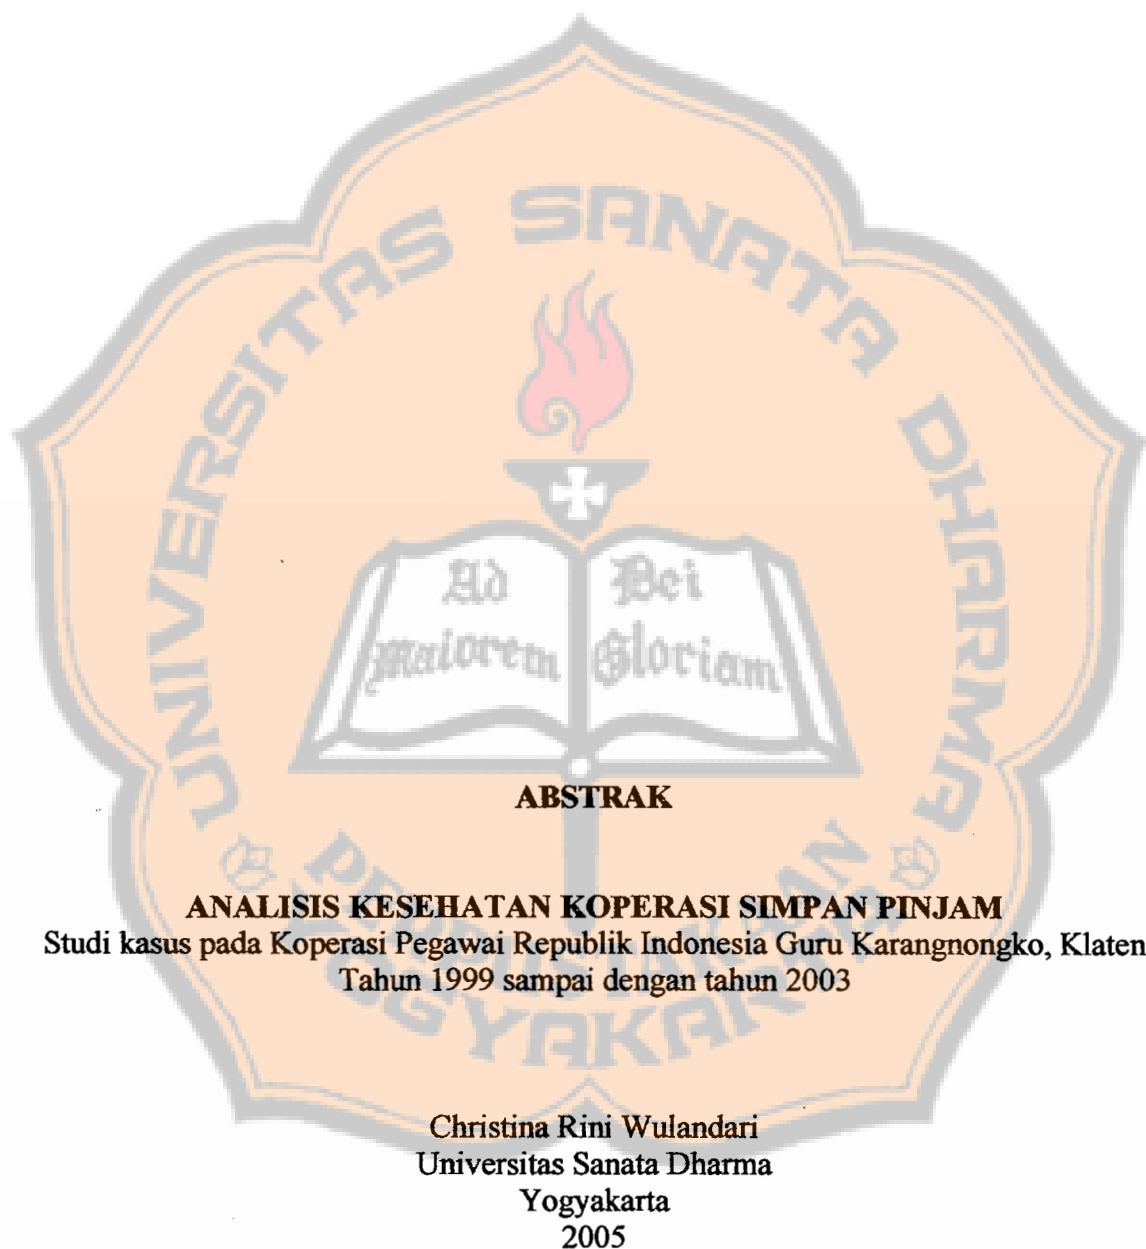 UNIVERSITAS SANATA DHARMA
Ad Dei
maiorem Gloriam
ABSTRAK
ANALISIS KESEHATAN KOPERASI SIMPAN PINJAM
Studi kasus pada Koperasi Pegawai Republik Indonesia Guru Karangnongko, Klaten
Tahun 1999 sampai dengan tahun 2003
YOGYAKARTA
Christina Rini Wulandari
Universitas Sanata Dharma
Yogyakarta
2005